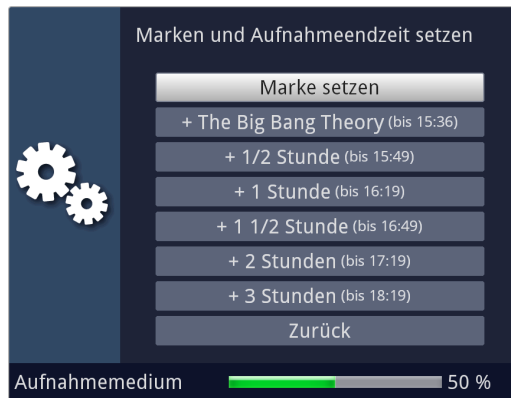 Marken und Aufnahmeendzeit setzen
Marke setzen
+ The Big Bang Theory (bis 15:36)
+ 1/2 Stunde (bis 15:49)
+ 1 Stunde (bis 16:19)
+ 1 1/2 Stunde (bis 16:49)
+ 2 Stunden (bis 17:19)
+ 3 Stunden (bis 18:19)
Zurück
Aufnahmemedium 50 %